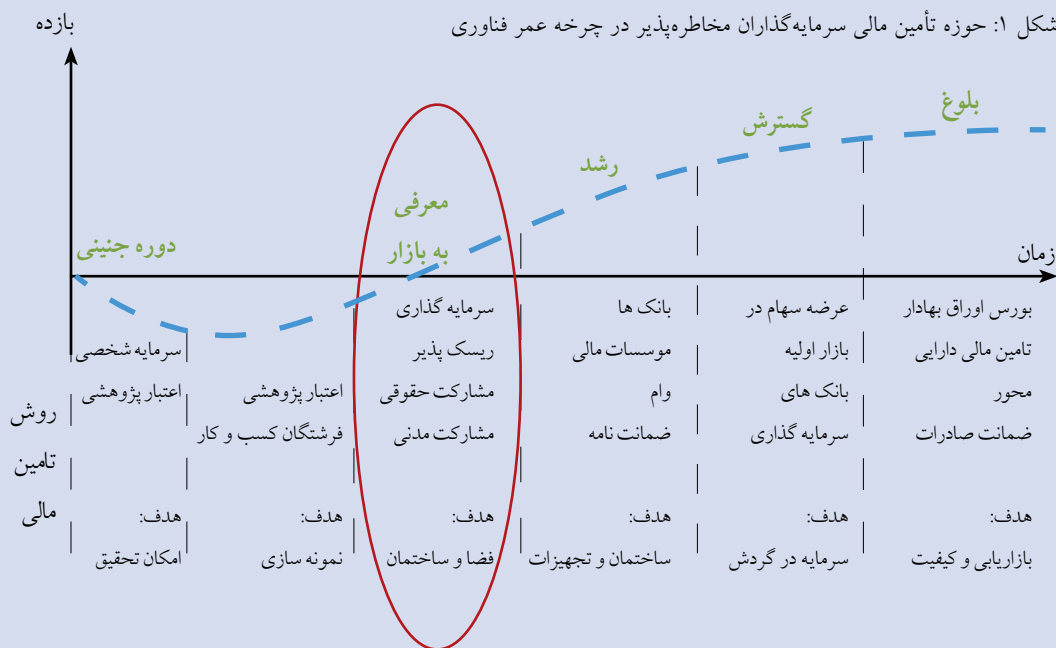 شکل ۱: حوزه تأمین مالی سرمایه‌گذاران مخاطره‌پذیر در چرخه عمر فناوری
بازده
بلوغ
گسترش
رشد
معرفی
به بازار
دوره جنینی
زمان
روش
تامین
مالی
سرمایه شخصی
اعتبار پژوهشی
هدف:
امکان تحقیق
اعتبار پژوهشی
فرشتگان کسب و کار
هدف:
نمونه سازی
سرمایه گذاری
ریسک پذیر
مشارکت حقوقی
مشارکت مدنی
هدف:
فضا و ساختمان
بانک ها
موسسات مالی
وام
ضمانت نامه
هدف:
ساختمان و تجهیزات
عرضه سهام در
بازار اولیه
بانک های
سرمایه گذاری
هدف:
سرمایه در گردش
بورس اوراق بهادار
تامین مالی دارایی
محور
ضمانت صادرات
هدف:
بازاریابی و کیفیت